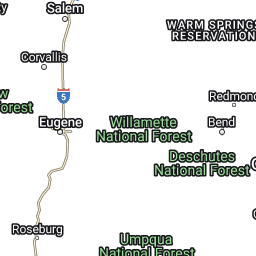 Salem
WARM SPRINGS
RESERVATION
Corvallis
Redmond
5
Eugene
Willamette
National Forest
Bend
Deschutes
National Forest
Roseburg
Umpqua
National Forest